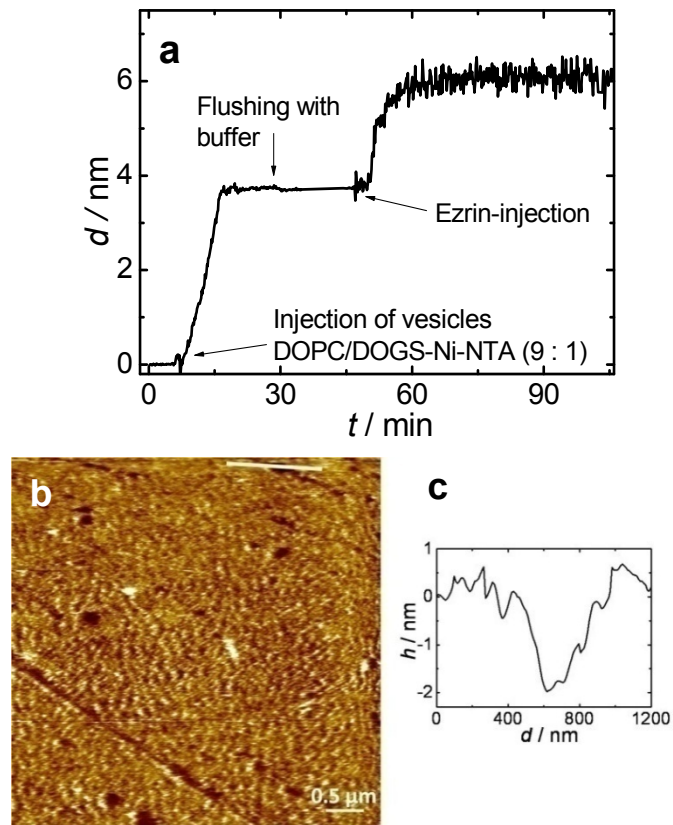 a
6
4
2
0
d / nm
Flushing with
buffer
Ezrin-injection
Injection of vesicles
DOPC/DOGS-Ni-NTA (9 : 1)
0 30 60 90
t / min
b
0.5 µm
c
1
0
-1
-2
h / nm
0 400 800 1200
d / nm